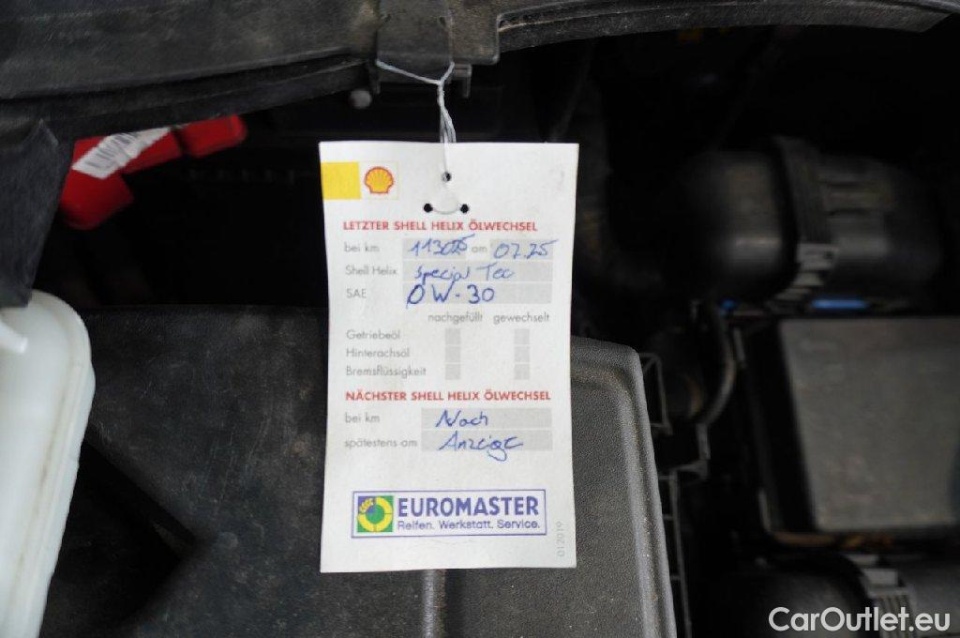 LETZTER SHELL HELIX ÖLWECHSEL
bei km am 07.25
Shell Helix Special Tec
SAE 0W-30
nachgefüllt gewechselt
Getriebeöl
Hinterachsöl
Bremsflüssigkeit
NÄCHSTER SHELL HELIX ÖLWECHSEL
bei km Nach
spätestens am Anzeige
EUROMASTER
Reifen. Werkstatt. Service.
012019
CarOutlet.eu